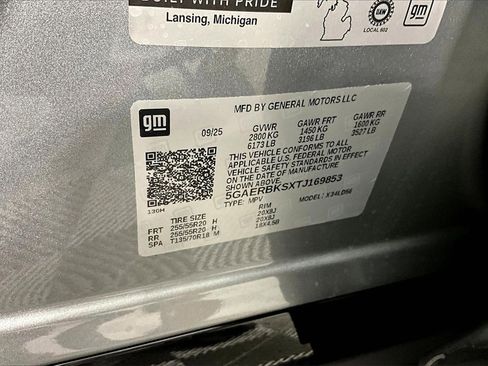 BUILT WITH PRIDE
Lansing, Michigan
UAW
LOCAL 602
gm
gm
MFD BY GENERAL MOTORS LLC
09/25
GVWR GAWR FRT GAWR RR
2800 KG 1450 KG 1600 KG
6173 LB 3196 LB 3527 LB
THIS VEHICLE CONFORMS TO ALL
APPLICABLE U.S. FEDERAL MOTOR
VEHICLE SAFETY STANDARDS IN EFFECT
ON THE DATE OF MANUFACTURE
SHOWN ABOVE.
5GAERBKSXTJ169853
TYPE: MPV MODEL: X34LD56
130H
TIRE SIZE RIM
FRT 255/55R20 H 20X8J
RR 255/55R20 H 20X8J
SPA T135/70R18 M 18X4.5B